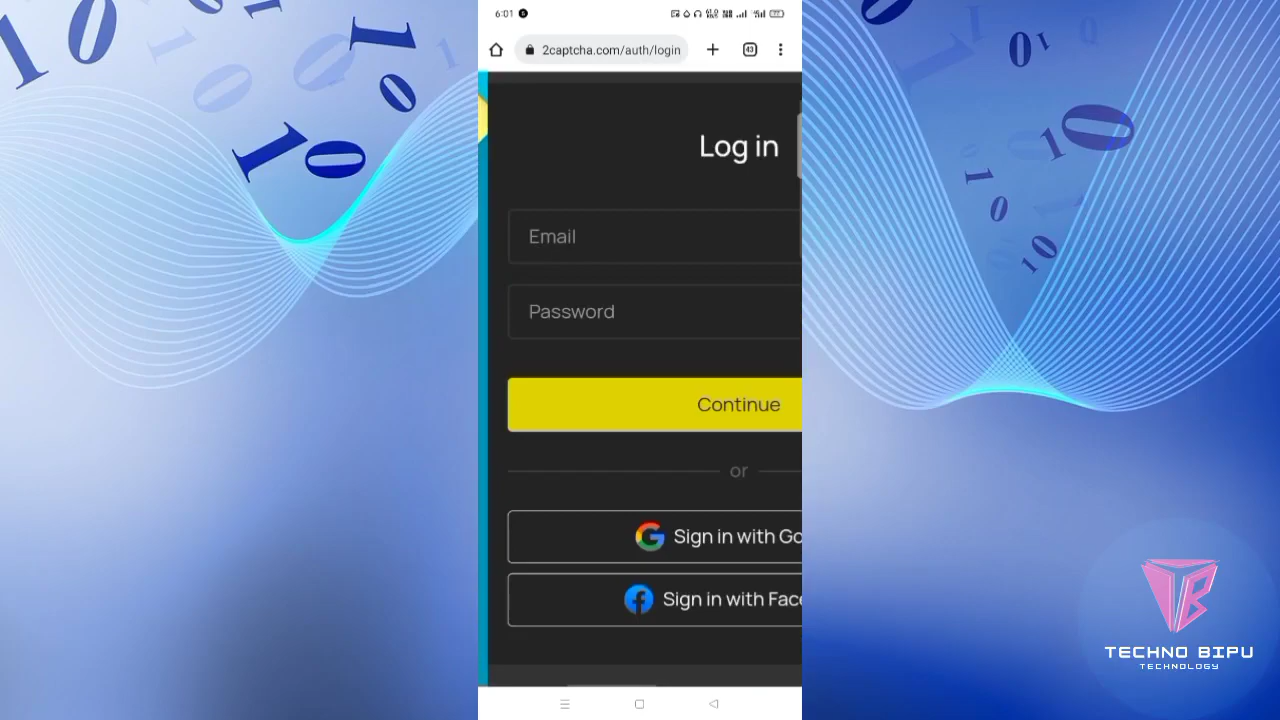 6:01
2captcha.com/auth/login
43
Log in
Email
Password
Continue
or
Sign in with Go
Sign in with Face
TECHNO BIPU
TECHNOLOGY